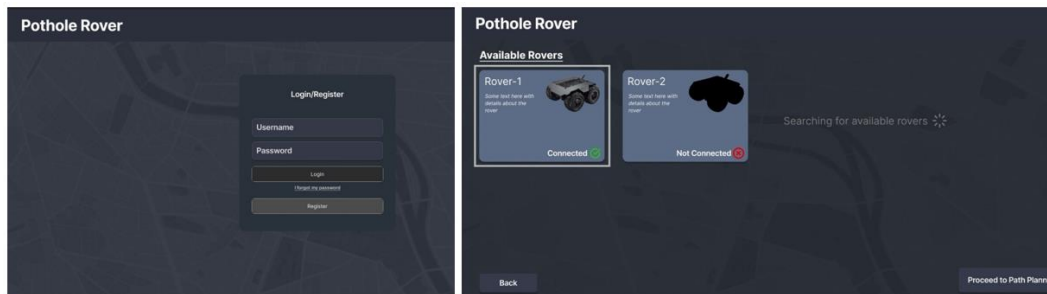 Pothole Rover
Login/Register
Username
Password
Login
I forgot my password
Register
Pothole Rover
Available Rovers
Rover-1
Some text here with
details about the
rover
Connected
Rover-2
Some text here with
details about the
rover
Not Connected
Searching for available rovers
Back
Proceed to Path Plann